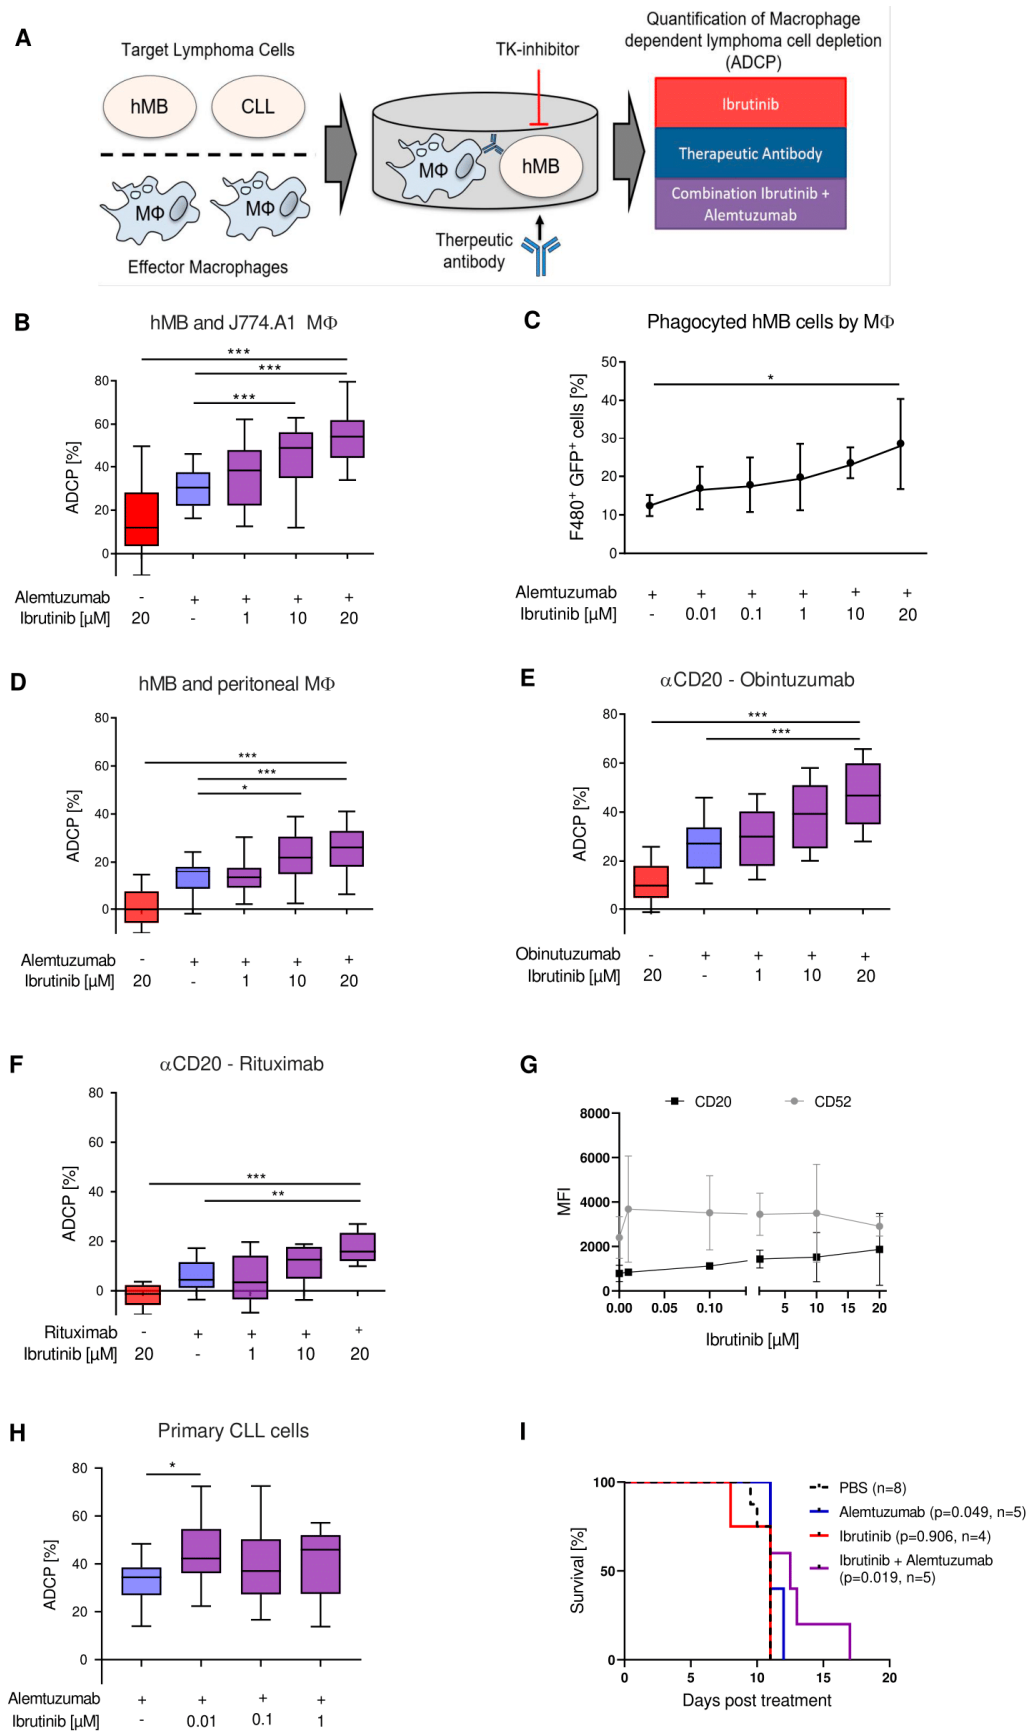 A
Target Lymphoma Cells
hMB
CLL
MΦ
MΦ
Effector Macrophages
TK-inhibitor
MΦ
hMB
Therpeutic
antibody
Quantification of Macrophage
dependent lymphoma cell depletion
(ADCP)
Ibrutinib
Therapeutic Antibody
Combination Ibrutinib +
Alemtuzumab
B
hMB and J774.A1 MΦ
***
***
***
80
60
40
20
0
ADCP [%]
Alemtuzumab - + + + +
Ibrutinib [µM] 20 - 1 10 20
C
Phagocyted hMB cells by MΦ
*
50
40
30
20
10
0
F480⁺ GFP⁺ cells [%]
Alemtuzumab + + + + + +
Ibrutinib [µM] - 0.01 0.1 1 10 20
D
hMB and peritoneal MΦ
***
***
*
80
60
40
20
0
ADCP [%]
Alemtuzumab - + + + +
Ibrutinib [µM] 20 - 1 10 20
E
αCD20 - Obintuzumab
***
***
80
60
40
20
0
ADCP [%]
Obinutuzumab - + + + +
Ibrutinib [µM] 20 - 1 10 20
F
αCD20 - Rituximab
***
**
80
60
40
20
0
ADCP [%]
Rituximab - + + + +
Ibrutinib [µM] 20 - 1 10 20
G
CD20 CD52
8000
6000
4000
2000
0
MFI
0.00 0.05 0.10 5 10 15 20
Ibrutinib [µM]
H
Primary CLL cells
*
80
60
40
20
0
ADCP [%]
Alemtuzumab + + + +
Ibrutinib [µM] - 0.01 0.1 1
I
100
50
0
Survival [%]
0 5 10 15 20
Days post treatment
PBS (n=8)
Alemtuzumab (p=0.049, n=5)
Ibrutinib (p=0.906, n=4)
Ibrutinib + Alemtuzumab
(p=0.019, n=5)